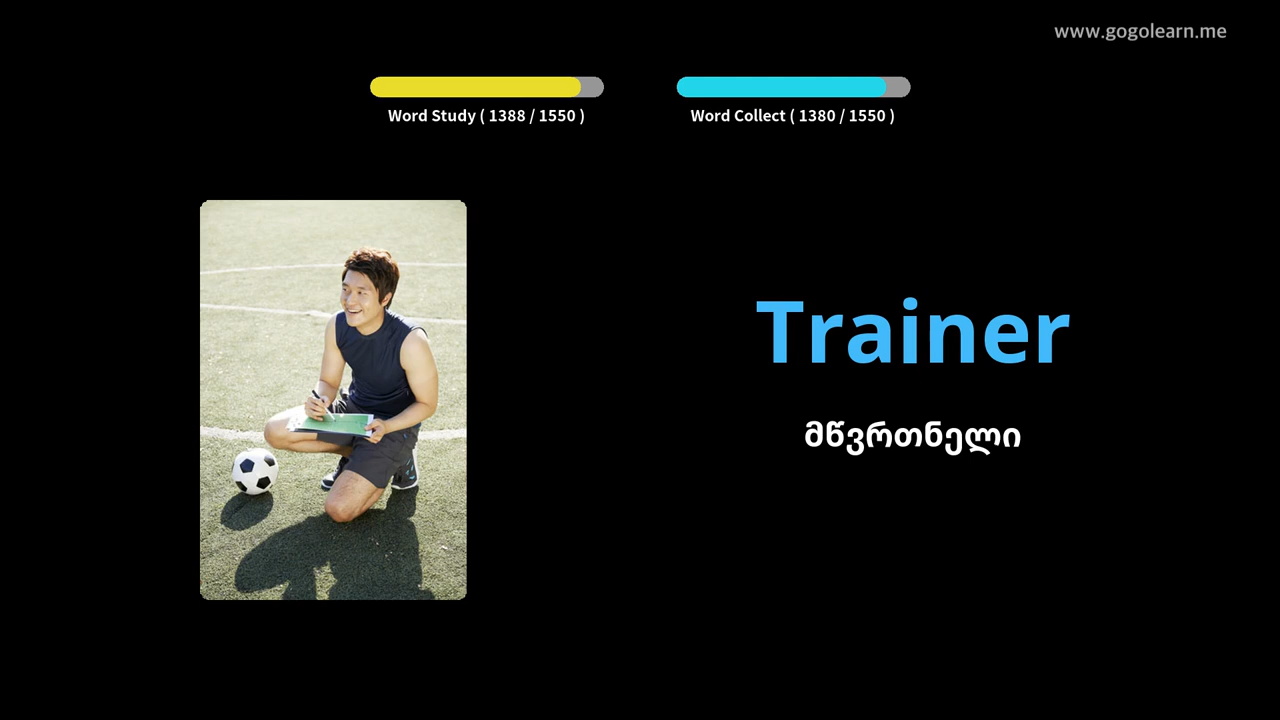 www.gogolearn.me
Word Study ( 1388 / 1550 )
Word Collect ( 1380 / 1550 )
Trainer
მწვრთნელი